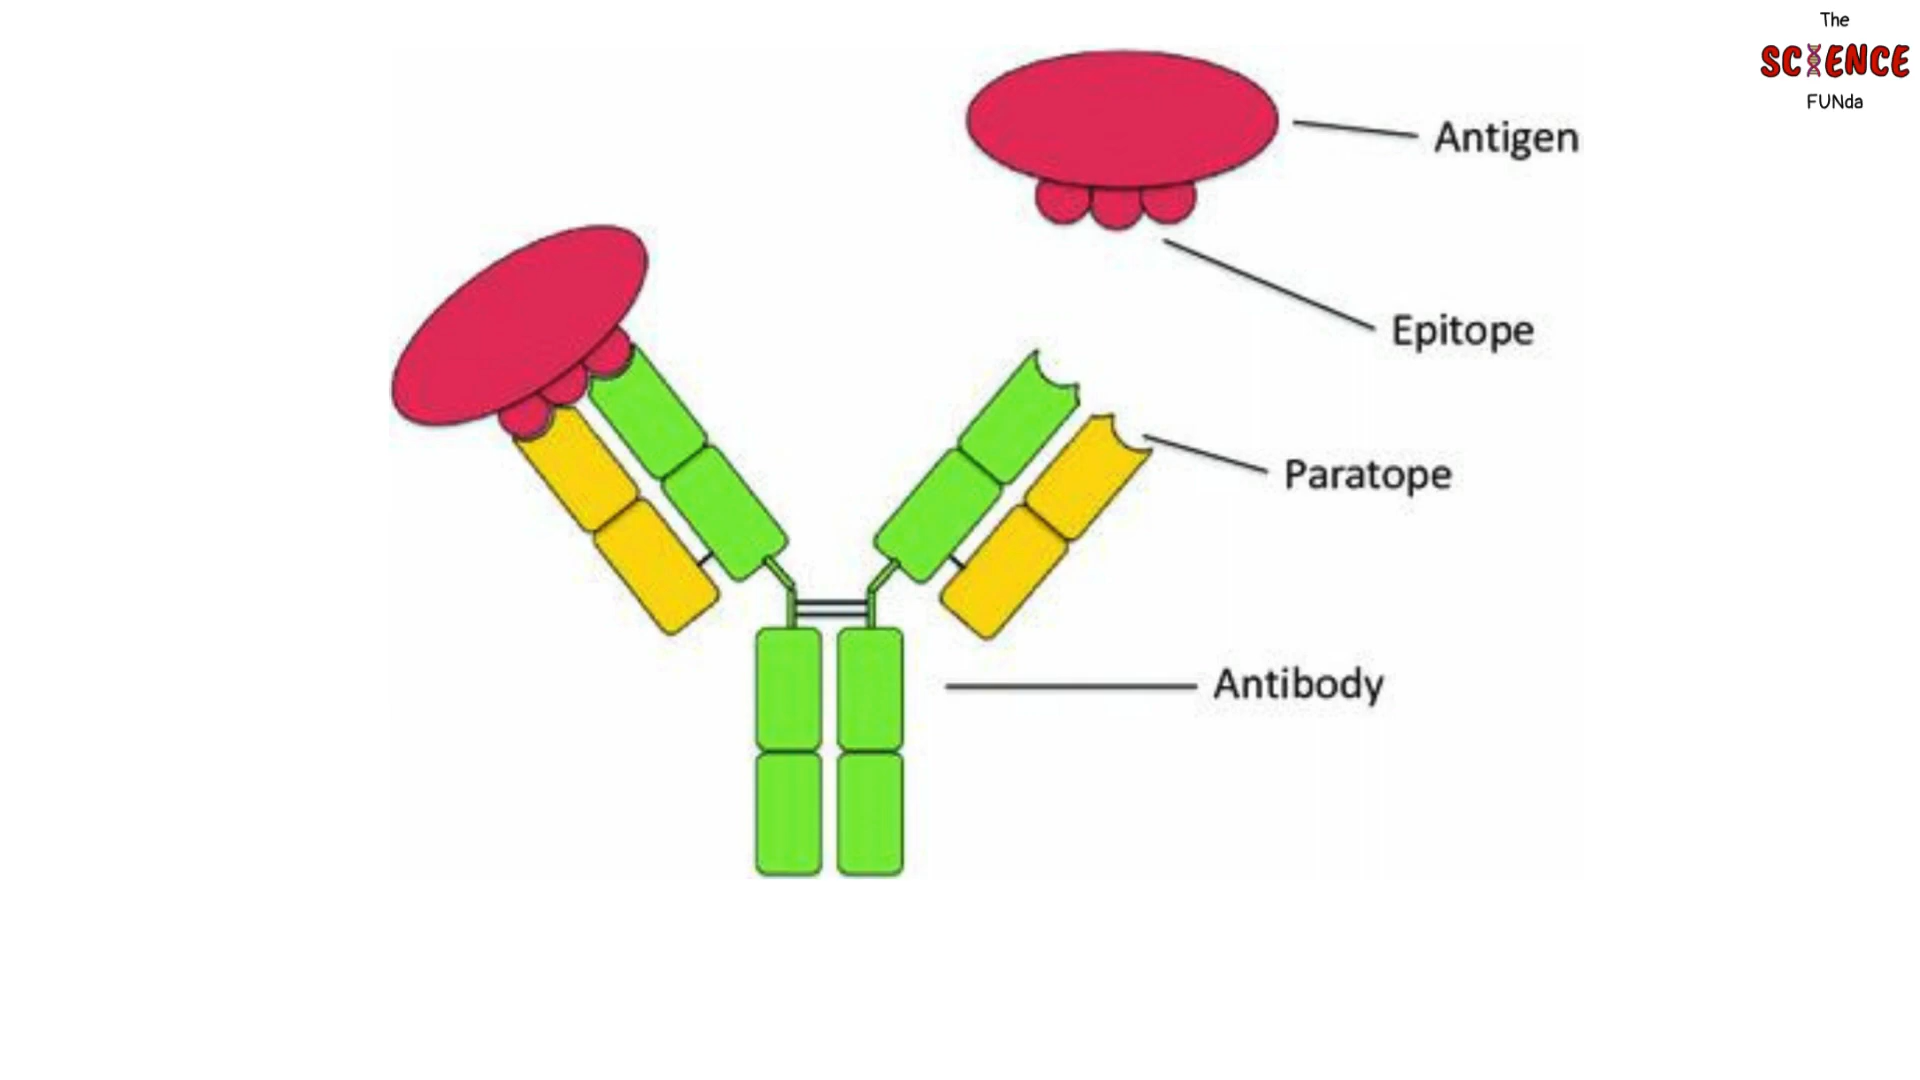 The
SCIENCE
FUNda
Antigen
Epitope
Paratope
Antibody